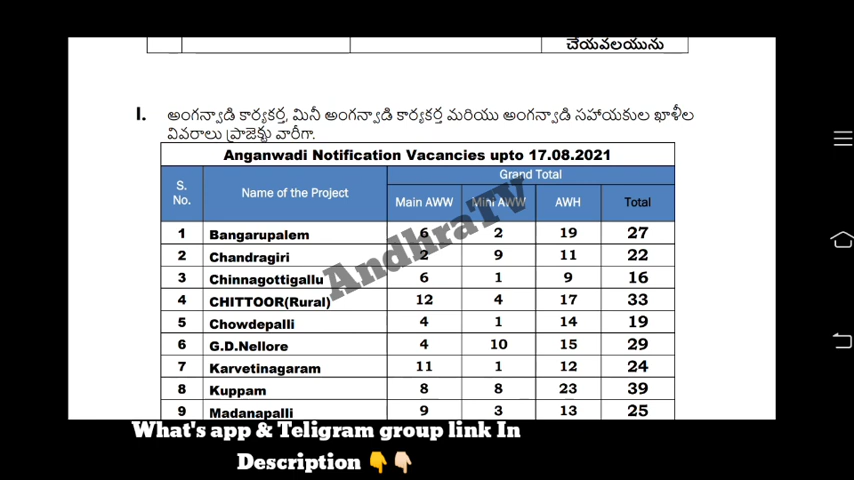 చేయవలయును
I. అంగన్వాడి కార్యకర్త, మినీ అంగన్వాడి కార్యకర్త మరియు అంగన్వాడి సహాయకుల ఖాళీల
వివరాలు ప్రాజెక్టు వారీగా.
Anganwadi Notification Vacancies upto 17.08.2021
S. No. Name of the Project Grand Total
Main AWW Mini AWW AWH Total
1 Bangarupalem 6 2 19 27
2 Chandragiri 2 9 11 22
3 Chinnagottigallu 6 1 9 16
4 CHITTOOR(Rural) 12 4 17 33
5 Chowdepalli 4 1 14 19
6 G.D.Nellore 4 10 15 29
7 Karvetinagaram 11 1 12 24
8 Kuppam 8 8 23 39
9 Madanapalli 9 3 13 25
AndhraTV
What's app & Teligram group link In
Description 👇👇🏻